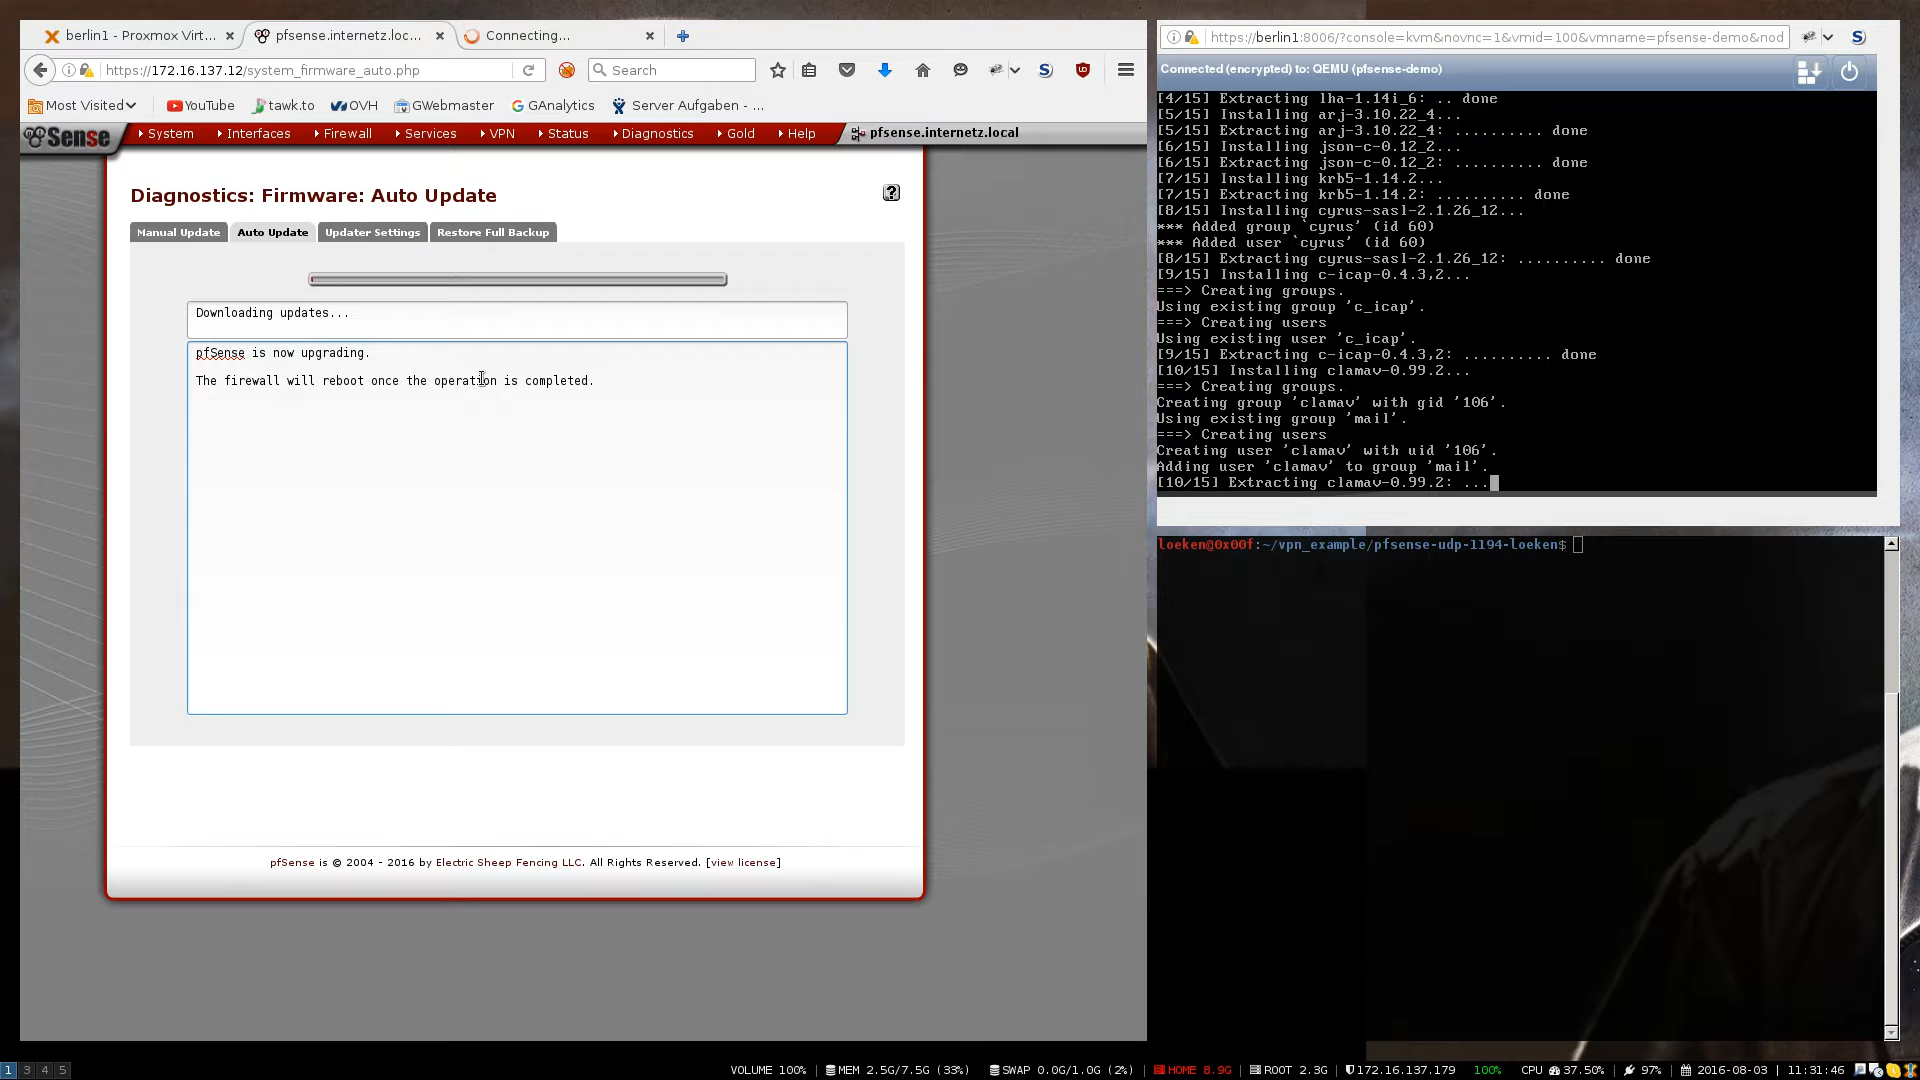 berlin1 - Proxmox Virt...
pfsense.internetz.loc...
Connecting...
https://172.16.137.12/system_firmware_auto.php
Search
Most Visited
YouTube
tawk.to
OVH
GWebmaster
GAnalytics
Server Aufgaben - ...
Sense
System
Interfaces
Firewall
Services
VPN
Status
Diagnostics
Gold
Help
pfsense.internetz.local
Diagnostics: Firmware: Auto Update
?
Manual Update
Auto Update
Updater Settings
Restore Full Backup
Downloading updates...
pfSense is now upgrading.
The firewall will reboot once the operation is completed.
pfSense is © 2004 - 2016 by Electric Sheep Fencing LLC. All Rights Reserved. [view license]
https://berlin1:8006/?console=kvm&novnc=1&vmid=100&vmname=pfsense-demo&nod
Connected (encrypted) to: QEMU (pfsense-demo)
[4/15] Extracting lha-1.14i_6: .. done
[5/15] Installing arj-3.10.22_4...
[5/15] Extracting arj-3.10.22_4: .......... done
[6/15] Installing json-c-0.12_2...
[6/15] Extracting json-c-0.12_2: .......... done
[7/15] Installing krb5-1.14.2...
[7/15] Extracting krb5-1.14.2: .......... done
[8/15] Installing cyrus-sasl-2.1.26_12...
*** Added group `cyrus' (id 60)
*** Added user `cyrus' (id 60)
[8/15] Extracting cyrus-sasl-2.1.26_12: .......... done
[9/15] Installing c-icap-0.4.3,2...
===> Creating groups.
Using existing group 'c_icap'.
===> Creating users
Using existing user 'c_icap'.
[9/15] Extracting c-icap-0.4.3,2: .......... done
[10/15] Installing clamav-0.99.2...
===> Creating groups.
Creating group 'clamav' with gid '106'.
Using existing group 'mail'.
===> Creating users
Creating user 'clamav' with uid '106'.
Adding user 'clamav' to group 'mail'.
[10/15] Extracting clamav-0.99.2: ...
loeken@0x00f:~/vpn_example/pfsense-udp-1194-loeken$
1 3 4 5
VOLUME 100% | MEM 2.5G/7.5G (33%) | SWAP 0.0G/1.0G (2%) | HOME 8.9G | ROOT 2.3G | 172.16.137.179 100% | CPU 37.50% | 97% | 2016-08-03 | 11:31:46